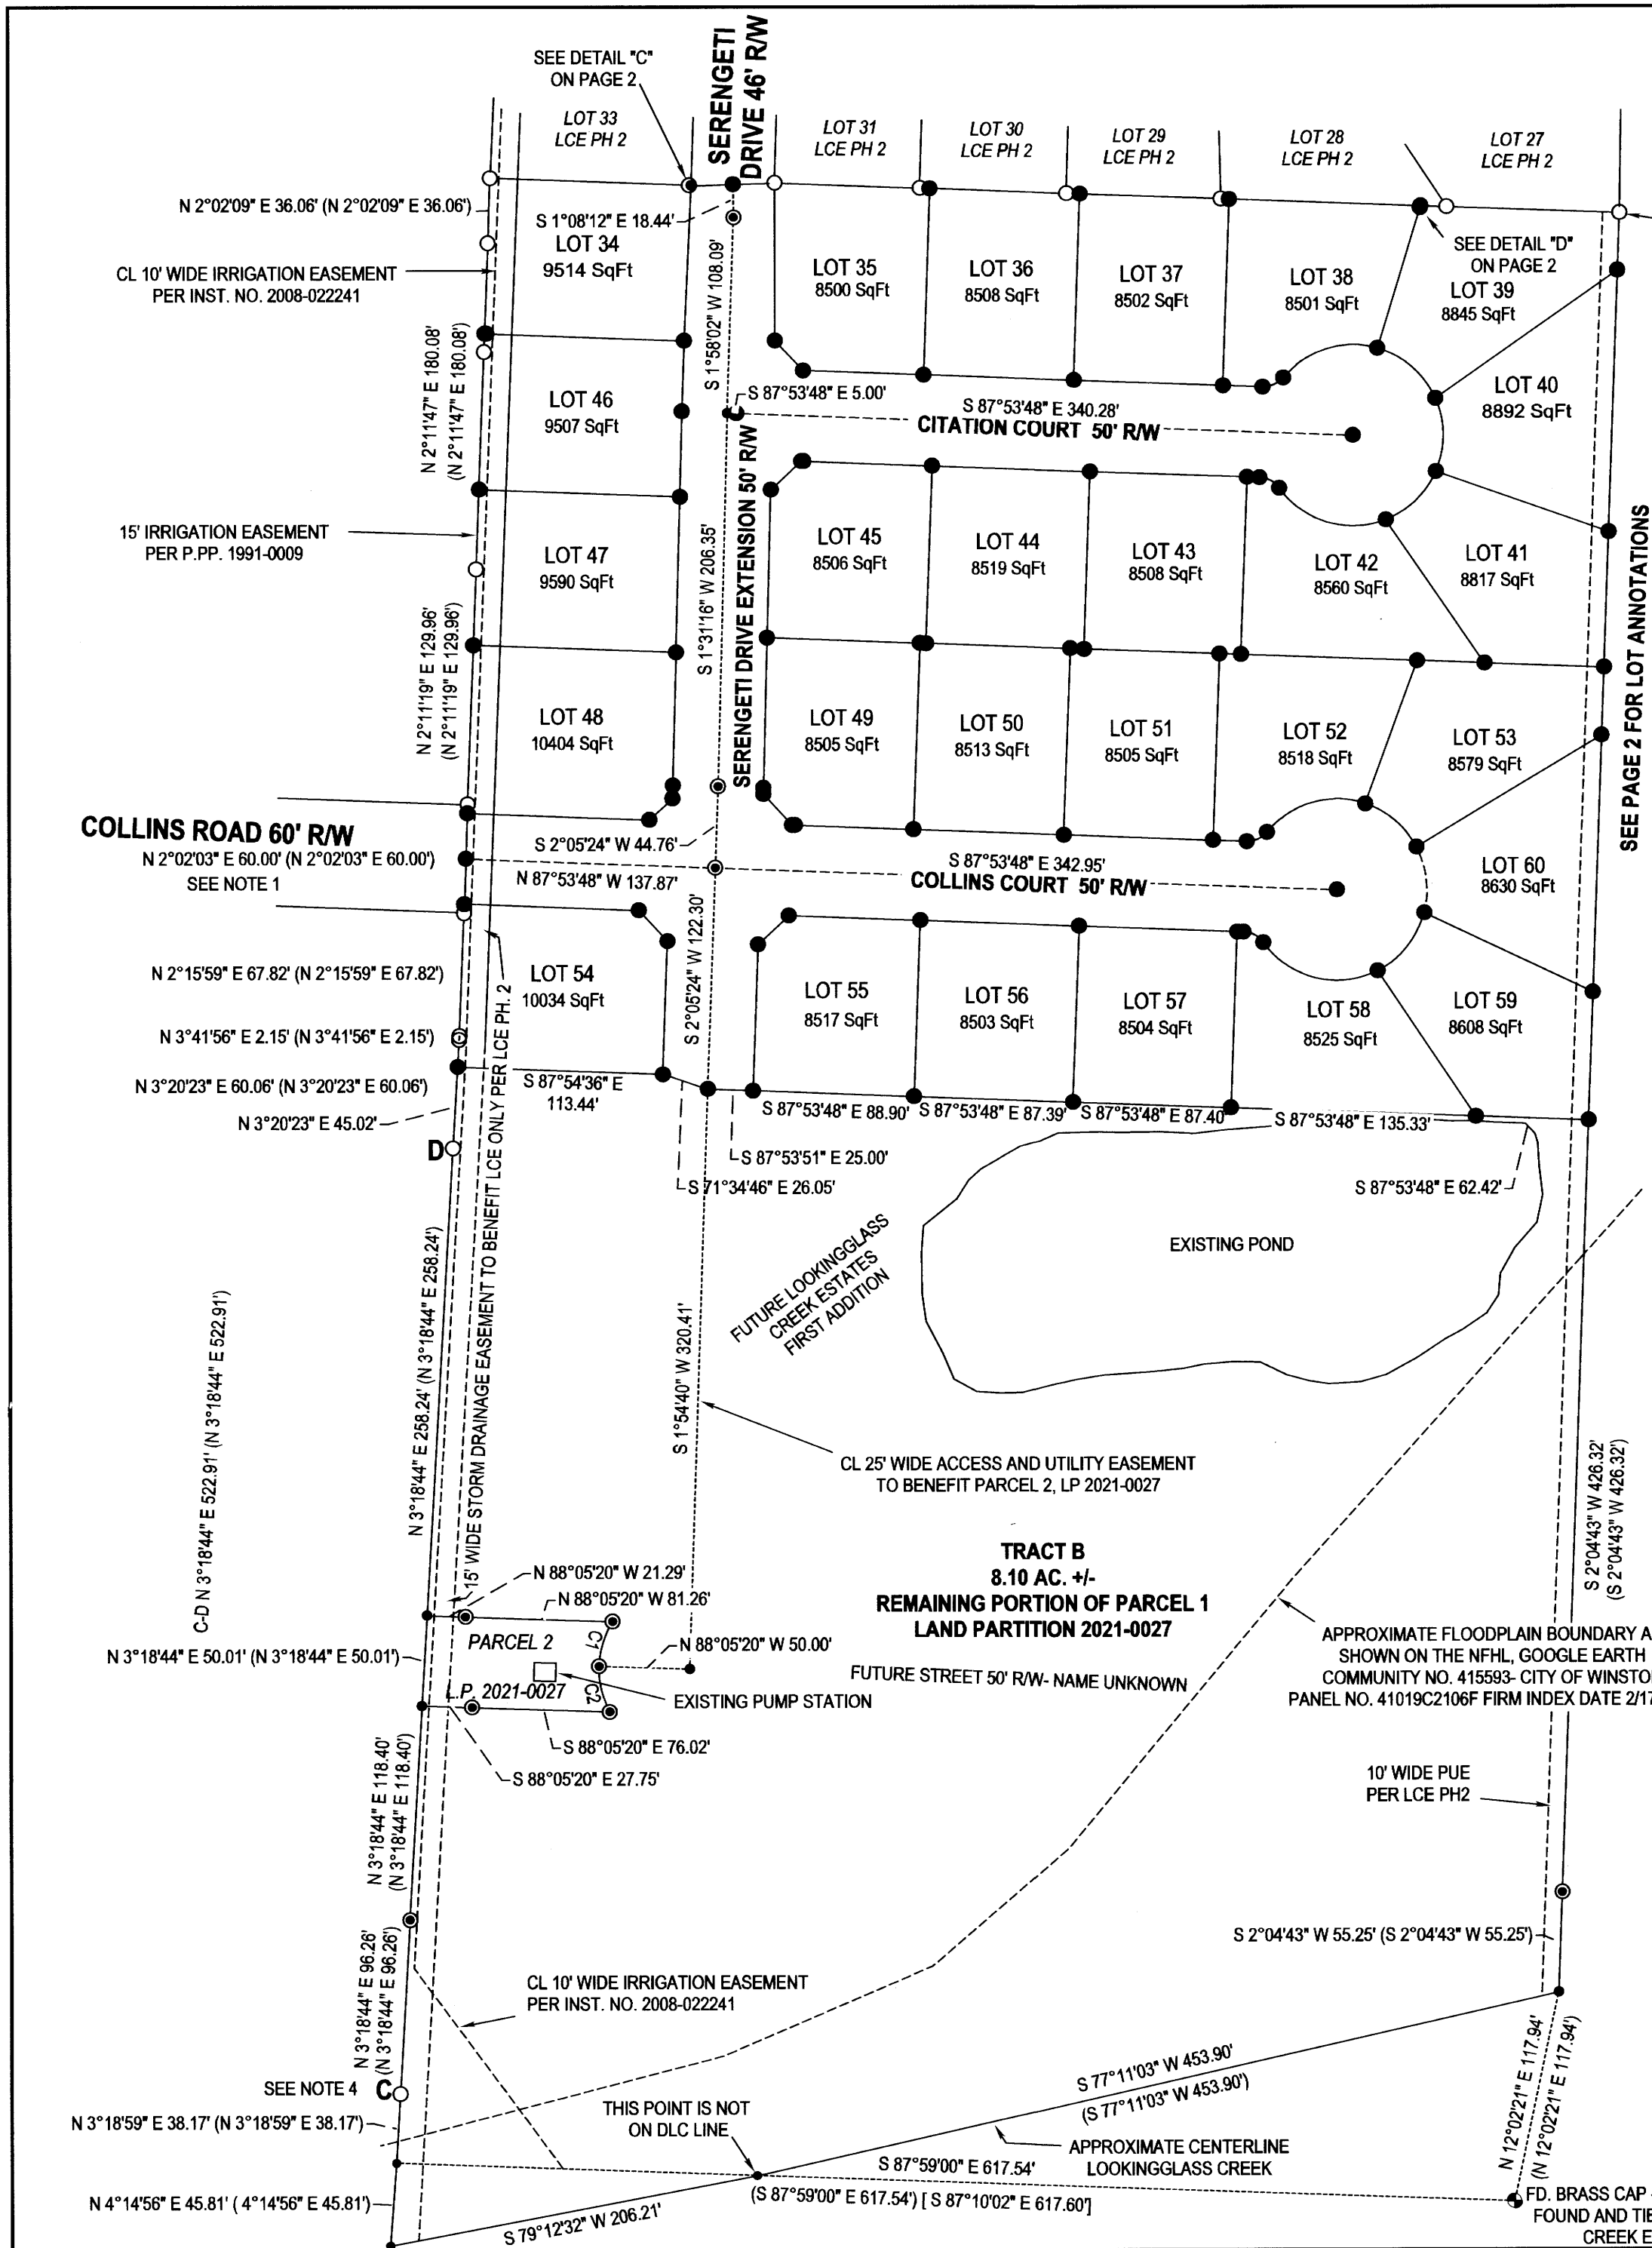 SEE DETAIL "C"
ON PAGE 2
SERENGETI
DRIVE 46' R/W
LOT 33
LCE PH 2
LOT 31
LCE PH 2
LOT 30
LCE PH 2
LOT 29
LCE PH 2
LOT 28
LCE PH 2
LOT 27
LCE PH 2
N 2°02'09" E 36.06' (N 2°02'09" E 36.06')
S 1°08'12" E 18.44'
LOT 34
9514 SqFt
CL 10' WIDE IRRIGATION EASEMENT
PER INST. NO. 2008-022241
S 1°58'02" W 108.09'
LOT 35
8500 SqFt
LOT 36
8508 SqFt
LOT 37
8502 SqFt
LOT 38
8501 SqFt
SEE DETAIL "D"
ON PAGE 2
LOT 39
8845 SqFt
N 2°11'47" E 180.08'
(N 2°11'47" E 180.08')
LOT 46
9507 SqFt
S 87°53'48" E 5.00'
S 87°53'48" E 340.28'
CITATION COURT  50' R/W
LOT 40
8892 SqFt
15' IRRIGATION EASEMENT
PER P.PP. 1991-0009
LOT 47
9590 SqFt
S 1°31'16" W 206.35'
SERENGETI DRIVE EXTENSION 50' R/W
LOT 45
8506 SqFt
LOT 44
8519 SqFt
LOT 43
8508 SqFt
LOT 42
8560 SqFt
LOT 41
8817 SqFt
SEE PAGE 2 FOR LOT ANNOTATIONS
N 2°11'19" E 129.96'
(N 2°11'19" E 129.96')
LOT 48
10404 SqFt
LOT 49
8505 SqFt
LOT 50
8513 SqFt
LOT 51
8505 SqFt
LOT 52
8518 SqFt
LOT 53
8579 SqFt
COLLINS ROAD 60' R/W
N 2°02'03" E 60.00' (N 2°02'03" E 60.00')
SEE NOTE 1
S 2°05'24" W 44.76'
N 87°53'48" W 137.87'
S 87°53'48" E 342.95'
COLLINS COURT  50' R/W
LOT 60
8630 SqFt
N 2°15'59" E 67.82' (N 2°15'59" E 67.82')
LOT 54
10034 SqFt
S 2°05'24" W 122.30'
LOT 55
8517 SqFt
LOT 56
8503 SqFt
LOT 57
8504 SqFt
LOT 58
8525 SqFt
LOT 59
8608 SqFt
N 3°41'56" E 2.15' (N 3°41'56" E 2.15')
N 3°20'23" E 60.06' (N 3°20'23" E 60.06')
N 3°20'23" E 45.02'
S 87°54'36" E
113.44'
S 87°53'48" E 88.90'
S 87°53'48" E 87.39'
S 87°53'48" E 87.40'
S 87°53'48" E 135.33'
D
S 87°53'51" E 25.00'
S 71°34'46" E 26.05'
S 87°53'48" E 62.42'
15' WIDE STORM DRAINAGE EASEMENT TO BENEFIT LCE ONLY PER LCE PH. 2
FUTURE LOOKINGGLASS
CREEK ESTATES
FIRST ADDITION
EXISTING POND
C-D N 3°18'44" E 522.91' (N 3°18'44" E 522.91')
N 3°18'44" E 258.24' (N 3°18'44" E 258.24')
S 1°54'40" W 320.41'
CL 25' WIDE ACCESS AND UTILITY EASEMENT
TO BENEFIT PARCEL 2, LP 2021-0027
S 2°04'43" W 426.32'
(S 2°04'43" W 426.32')
TRACT B
8.10 AC. +/-
REMAINING PORTION OF PARCEL 1
LAND PARTITION 2021-0027
N 88°05'20" W 21.29'
N 88°05'20" W 81.26'
PARCEL 2
C1
N 88°05'20" W 50.00'
N 3°18'44" E 50.01' (N 3°18'44" E 50.01')
L.P. 2021-0027
C2
EXISTING PUMP STATION
FUTURE STREET 50' R/W- NAME UNKNOWN
APPROXIMATE FLOODPLAIN BOUNDARY A
SHOWN ON THE NFHL, GOOGLE EARTH
COMMUNITY NO. 415593- CITY OF WINSTO
PANEL NO. 41019C2106F FIRM INDEX DATE 2/17
S 88°05'20" E 76.02'
S 88°05'20" E 27.75'
N 3°18'44" E 118.40'
(N 3°18'44" E 118.40')
10' WIDE PUE
PER LCE PH2
S 2°04'43" W 55.25' (S 2°04'43" W 55.25')
CL 10' WIDE IRRIGATION EASEMENT
PER INST. NO. 2008-022241
N 3°18'44" E 96.26'
(N 3°18'44" E 96.26')
SEE NOTE 4
C
N 3°18'59" E 38.17' (N 3°18'59" E 38.17')
THIS POINT IS NOT
ON DLC LINE
S 77°11'03" W 453.90'
(S 77°11'03" W 453.90')
APPROXIMATE CENTERLINE
LOOKINGGLASS CREEK
N 12°02'21" E 117.94'
(N 12°02'21" E 117.94')
N 4°14'56" E 45.81' ( 4°14'56" E 45.81')
S 87°59'00" E 617.54'
(S 87°59'00" E 617.54') [ S 87°10'02" E 617.60']
S 79°12'32" W 206.21'
FD. BRASS CAP
FOUND AND TIE
CREEK E